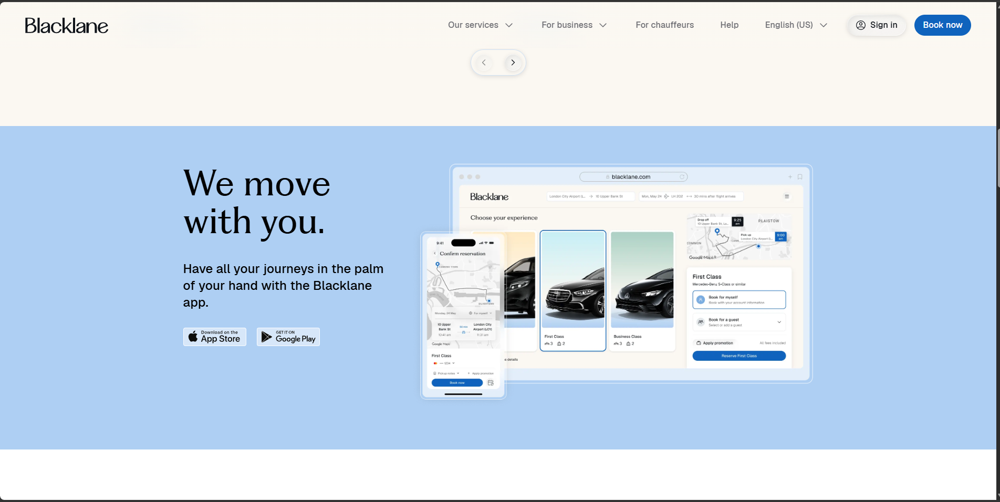 Blacklane
Our services
For business
For chauffeurs
Help
English (US)
Sign in
Book now
We move
with you.
Have all your journeys in the palm
of your hand with the Blacklane
app.
Download on the
App Store
GET IT ON
Google Play
blacklane.com
Blacklane
London City Airport (L... → 10 Upper Bank St
Mon, May 24 LH 202 30 mins after flight arrives
Choose your experience
First Class
3 2
Business Class
3 2
details
Drop off
10 Upper Bank St, Lo...
9:25
am
PLAISTOW
Pick up
London City Airport (L...
9:00
am
COMMON
Google Maps
First Class
Mercedes-Benz S-Class or similar
Book for myself
Book with your account information
Book for a guest
Select or add a guest
Apply promotion
All fees included
Reserve First Class
9:41
Confirm reservation
CANNING TOWN
SILVERTOWN
Monday, 24 May
For myself
10 Upper
Bank St
10:41 am
50 min
London City
Airport (LCY)
11:31 am
Google Maps
First Class
1234
Pickup notes
+ Apply promotion
Book now